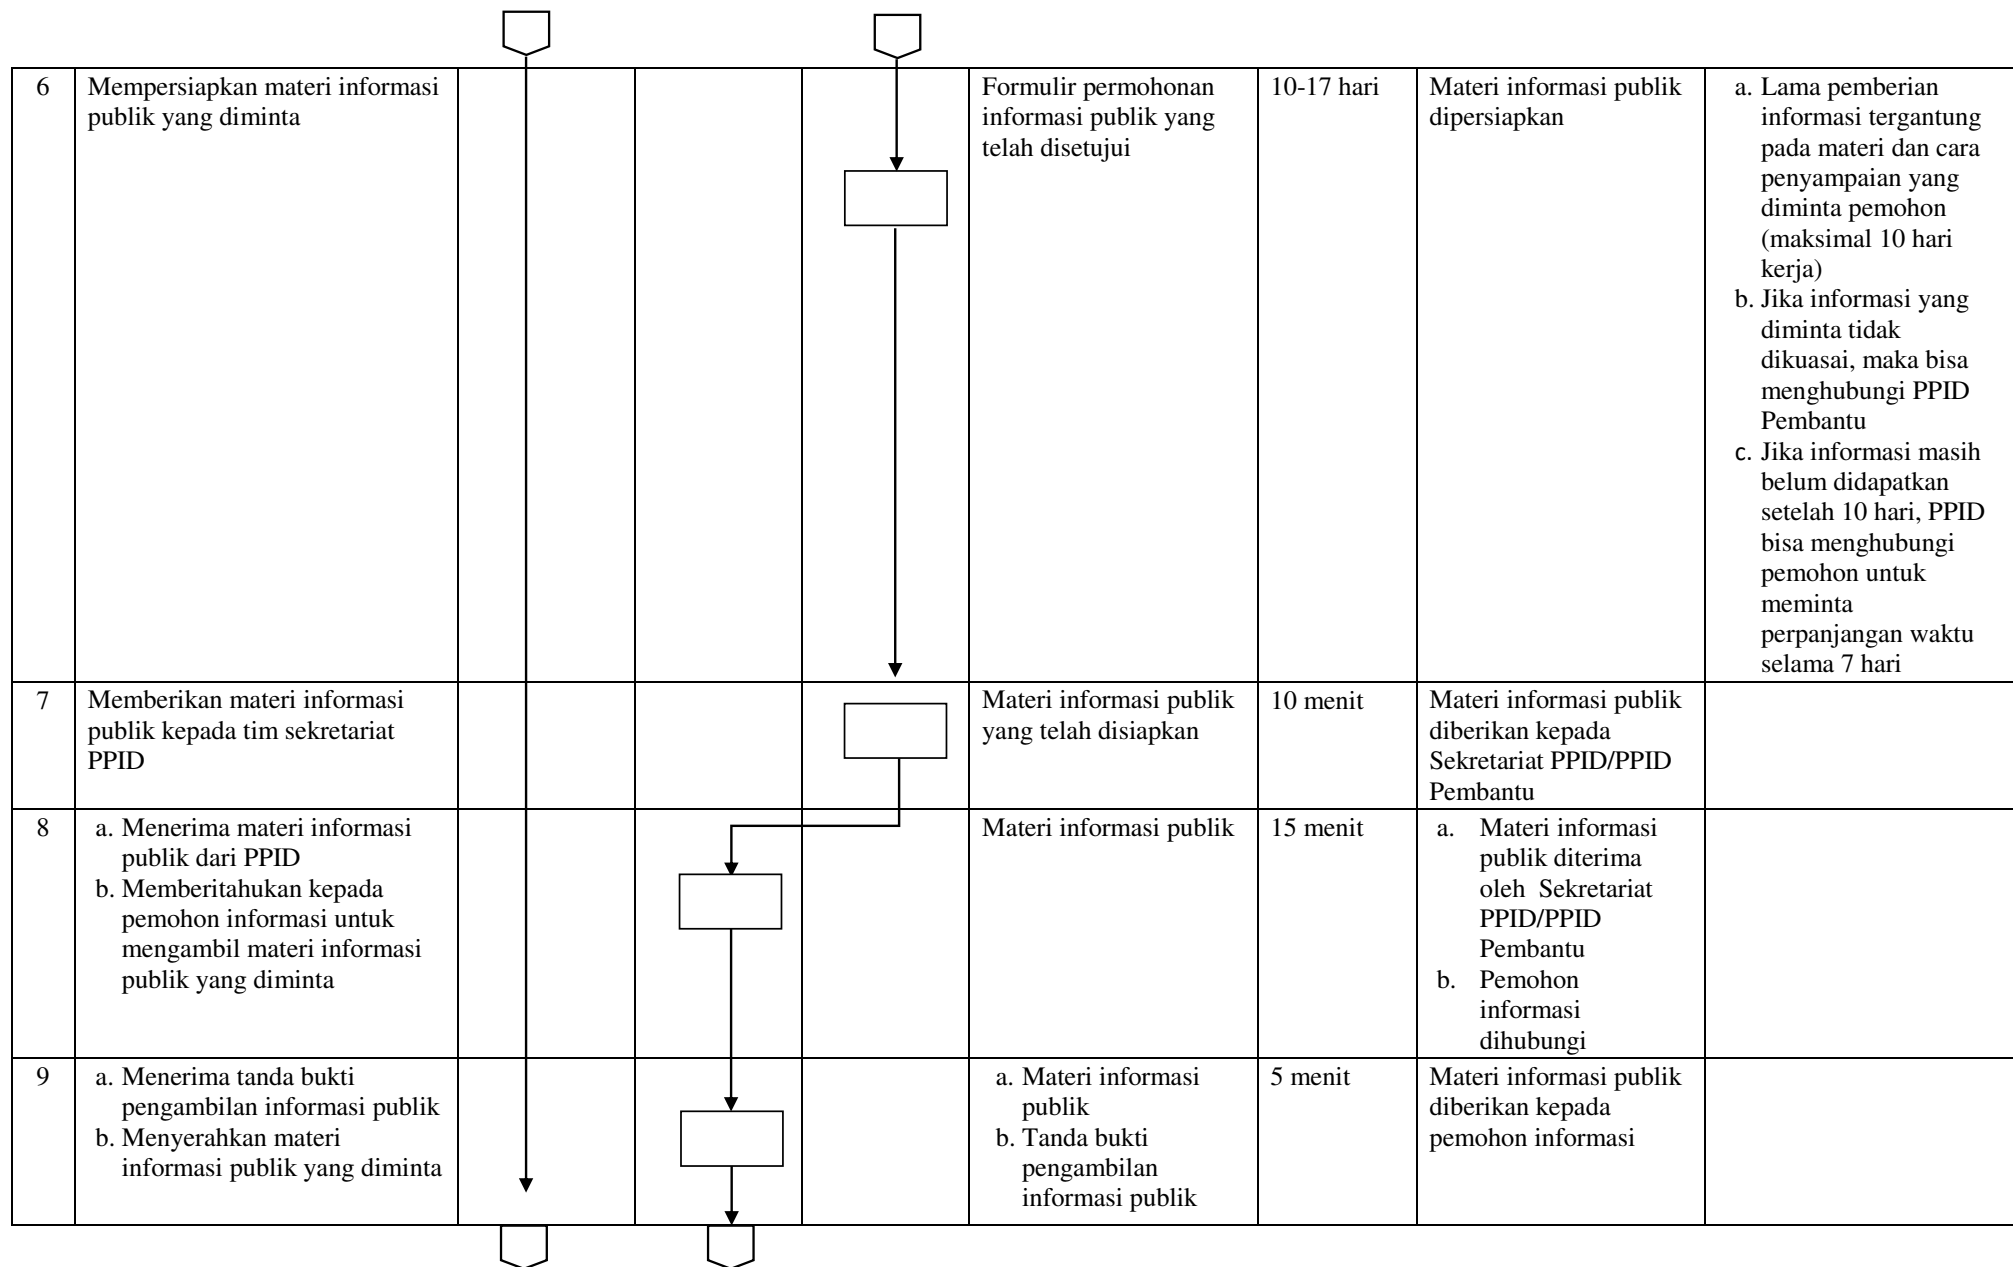 6
Mempersiapkan materi informasi
publik yang diminta
Formulir permohonan
informasi publik yang
telah disetujui
10-17 hari
Materi informasi publik
dipersiapkan
a. Lama pemberian
informasi tergantung
pada materi dan cara
penyampaian yang
diminta pemohon
(maksimal 10 hari
kerja)
b. Jika informasi yang
diminta tidak
dikuasai, maka bisa
menghubungi PPID
Pembantu
c. Jika informasi masih
belum didapatkan
setelah 10 hari, PPID
bisa menghubungi
pemohon untuk
meminta
perpanjangan waktu
selama 7 hari
7
Memberikan materi informasi
publik kepada tim sekretariat
PPID
Materi informasi publik
yang telah disiapkan
10 menit
Materi informasi publik
diberikan kepada
Sekretariat PPID/PPID
Pembantu
8
a. Menerima materi informasi
publik dari PPID
b. Memberitahukan kepada
pemohon informasi untuk
mengambil materi informasi
publik yang diminta
Materi informasi publik
15 menit
a. Materi informasi
publik diterima
oleh Sekretariat
PPID/PPID
Pembantu
b. Pemohon
informasi
dihubungi
9
a. Menerima tanda bukti
pengambilan informasi publik
b. Menyerahkan materi
informasi publik yang diminta
a. Materi informasi
publik
b. Tanda bukti
pengambilan
informasi publik
5 menit
Materi informasi publik
diberikan kepada
pemohon informasi